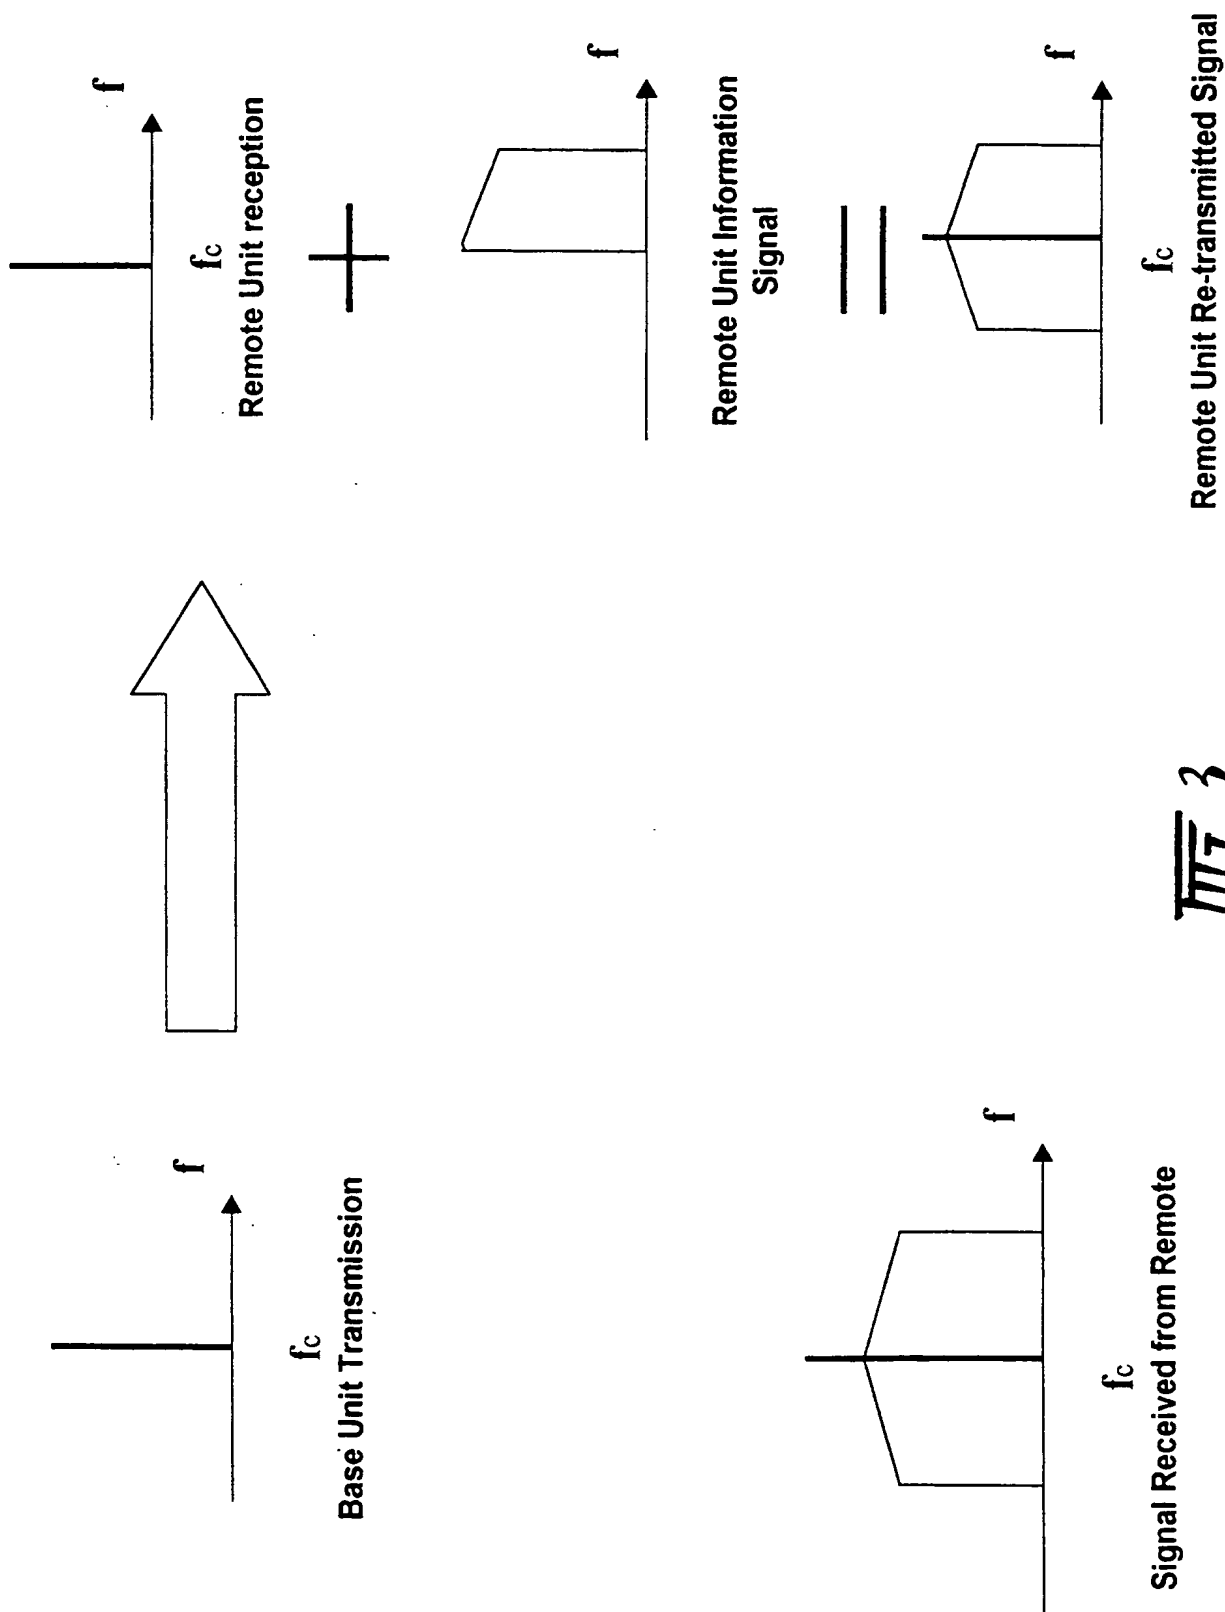 f
fc
Base Unit Transmission
f
fc
Remote Unit reception
+
f
Remote Unit Information
Signal
=
f
fc
Remote Unit Re-transmitted Signal
f
fc
Signal Received from Remote
3